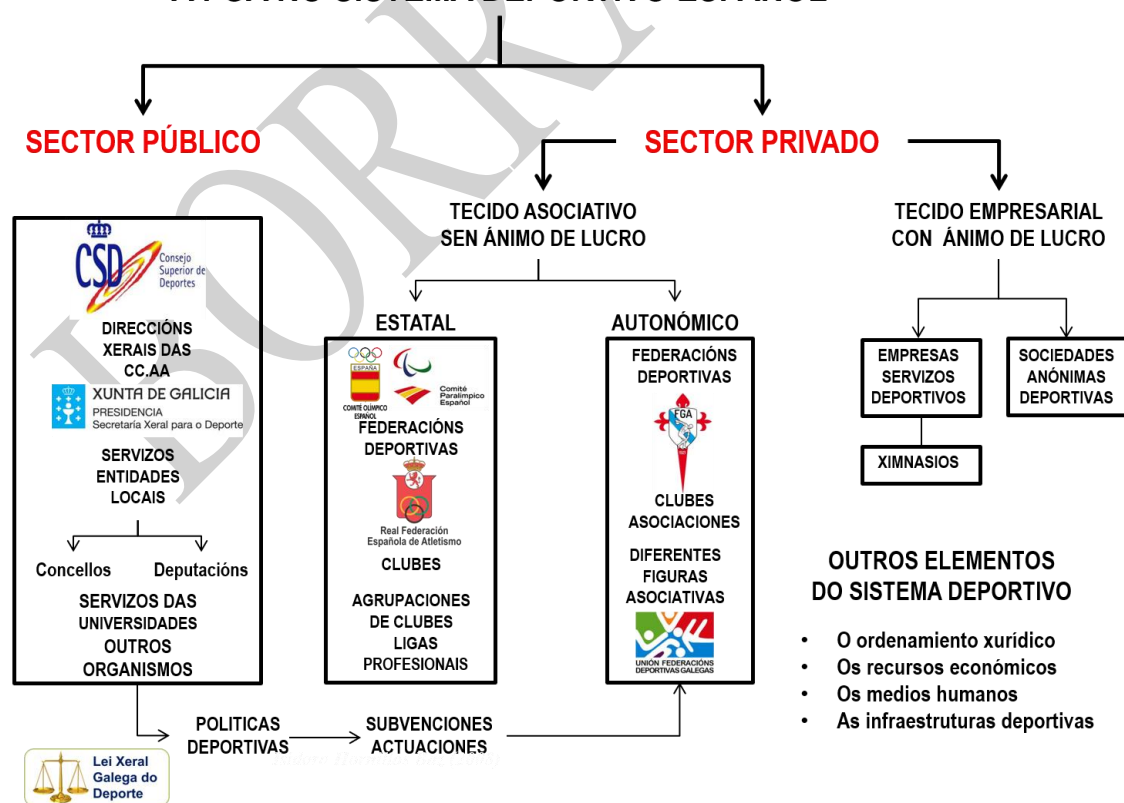 SISTEMA DEPORTIVO ESPAÑOL
BORRA
SECTOR PÚBLICO
SECTOR PRIVADO
TECIDO ASOCIATIVO
SEN ÁNIMO DE LUCRO
TECIDO EMPRESARIAL
CON ÁNIMO DE LUCRO
CSD
Consejo
Superior de
Deportes
DIRECCIÓNS
XERAIS DAS
CC.AA
XUNTA DE GALICIA
PRESIDENCIA
Secretaría Xeral para o Deporte
SERVIZOS
ENTIDADES
LOCAIS
Concellos
Deputacións
SERVIZOS DAS
UNIVERSIDADES
OUTROS
ORGANISMOS
ESTATAL
ESPAÑA
COMITÉ OLÍMPICO
ESPAÑOL
Comité
Paralímpico
Español
FEDERACIÓNS
DEPORTIVAS
Real Federación
Española de Atletismo
CLUBES
AGRUPACIONES
DE CLUBES
LIGAS
PROFESIONAIS
AUTONÓMICO
FEDERACIÓNS
DEPORTIVAS
FGA
CLUBES
ASOCIACIONES
DIFERENTES
FIGURAS
ASOCIATIVAS
UNIÓN FEDERACIÓNS
DEPORTIVAS GALEGAS
EMPRESAS
SERVIZOS
DEPORTIVOS
XIMNASIOS
SOCIEDADES
ANÓNIMAS
DEPORTIVAS
OUTROS ELEMENTOS
DO SISTEMA DEPORTIVO
• O ordenamiento xurídico
• Os recursos económicos
• Os medios humanos
• As infraestruturas deportivas
POLITICAS
DEPORTIVAS
SUBVENCIONES
ACTUACIONES
Lei Xeral
Galega do
Deporte